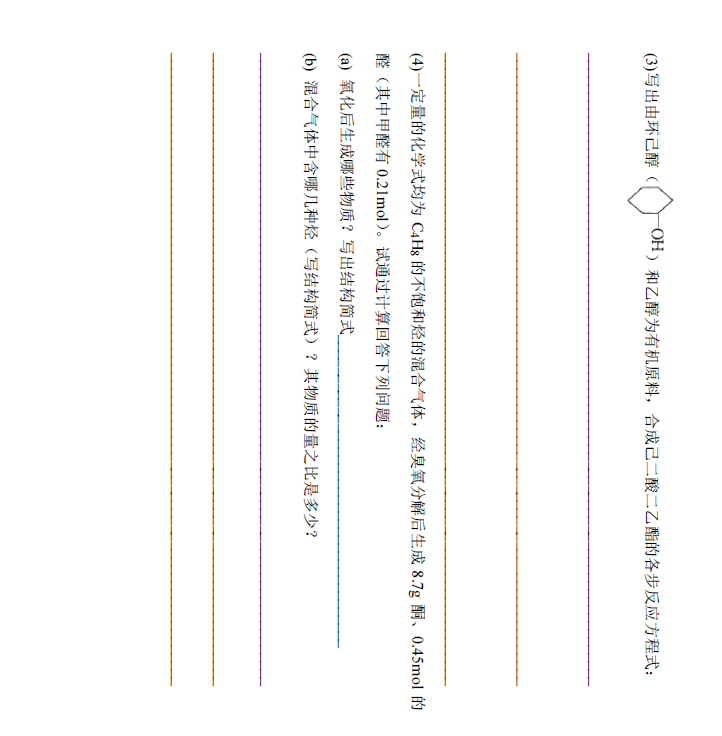 (3)写出由环己醇（-OH）和乙醇为有机原料，合成己二酸二乙酯的各步反应方程式：
(4)一定量的化学式均为 C₄H₈ 的不饱和烃的混合气体，经臭氧分解后生成 8.7g 酮、0.45mol 的
醛（其中甲醛有 0.21mol）。试通过计算回答下列问题：
(a) 氧化后生成哪些物质？写出结构简式
(b) 混合气体中含哪几种烃（写结构简式）？其物质的量之比是多少？